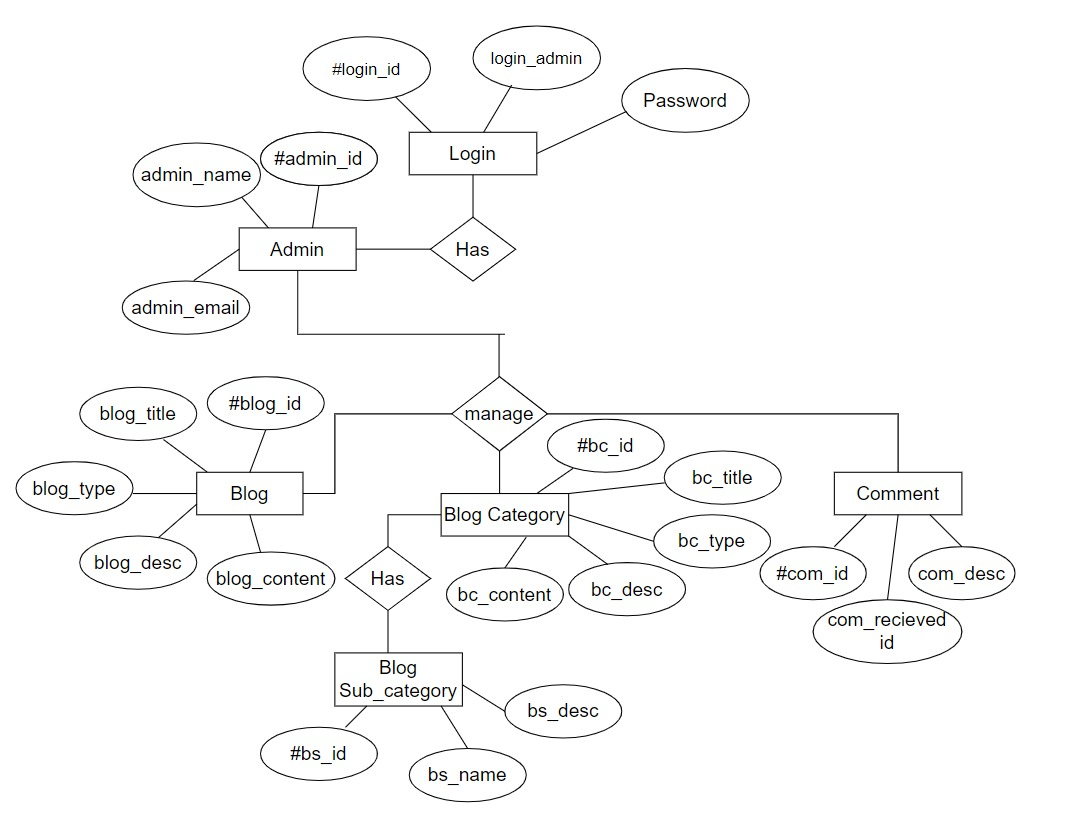 login_admin
#login_id
Password
Login
#admin_id
admin_name
Admin
Has
admin_email
#blog_id
blog_title
manage
#bc_id
bc_title
blog_type
Blog
Comment
Blog Category
bc_type
blog_desc
blog_content
Has
#com_id
com_desc
bc_desc
bc_content
com_recieved
id
Blog
Sub_category
bs_desc
#bs_id
bs_name